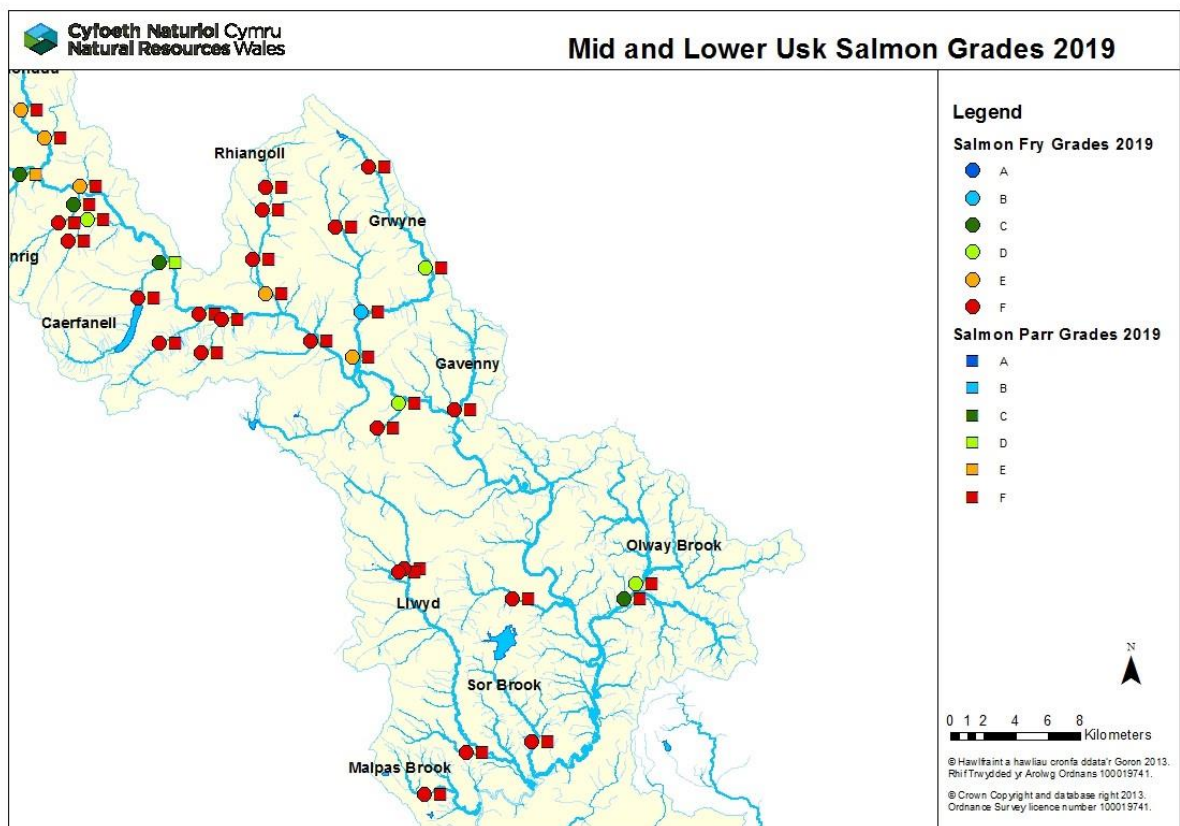 Cyfoeth Naturiol Cymru
Natural Resources Wales
Mid and Lower Usk Salmon Grades 2019
Rhiangoll
Grwyne
nrig
Caerfanell
Gavenny
Olway Brook
Llwyd
Sor Brook
Malpas Brook
Legend
Salmon Fry Grades 2019
A
B
C
D
E
F
Salmon Parr Grades 2019
A
B
C
D
E
F
N
0 1 2 4 6 8
Kilometers
© Hawlfraint a hawliau cronfa ddata'r Goron 2013.
Rhif Trwydded yr Arolwg Ordnans 100019741.
© Crown Copyright and database right 2013.
Ordnance Survey licence number 100019741.